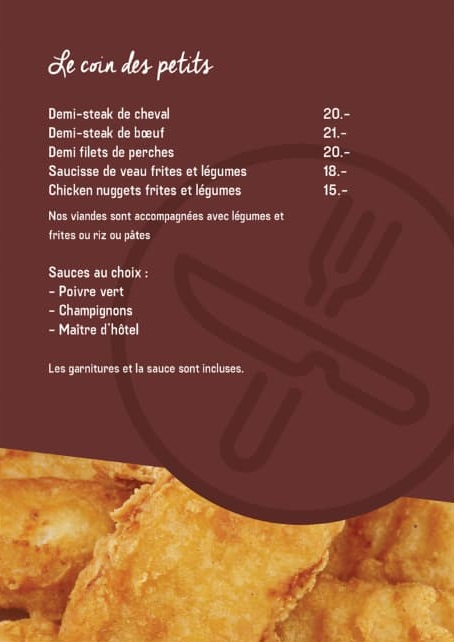 Le coin des petits
Demi-steak de cheval 20.-
Demi-steak de bœuf 21.-
Demi filets de perches 20.-
Saucisse de veau frites et légumes 18.-
Chicken nuggets frites et légumes 15.-
Nos viandes sont accompagnées avec légumes et
frites ou riz ou pâtes
Sauces au choix :
- Poivre vert
- Champignons
- Maître d'hôtel
Les garnitures et la sauce sont incluses.